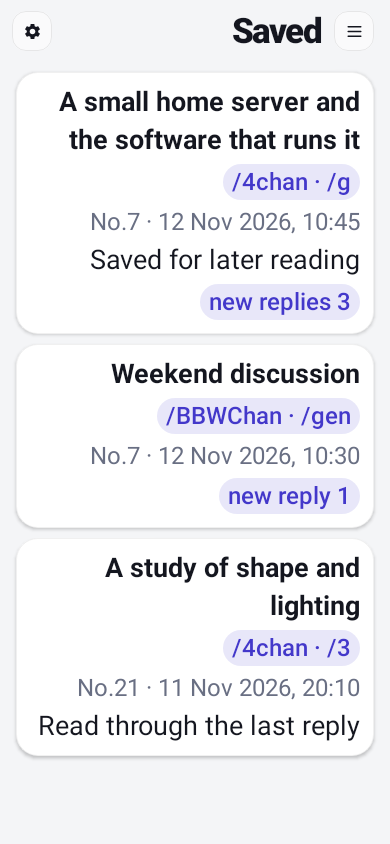 Saved
A small home server and
the software that runs it
/4chan · /g
No.7 · 12 Nov 2026, 10:45
Saved for later reading
new replies 3
Weekend discussion
/BBWChan · /gen
No.7 · 12 Nov 2026, 10:30
new reply 1
A study of shape and
lighting
/4chan · /3
No.21 · 11 Nov 2026, 20:10
Read through the last reply